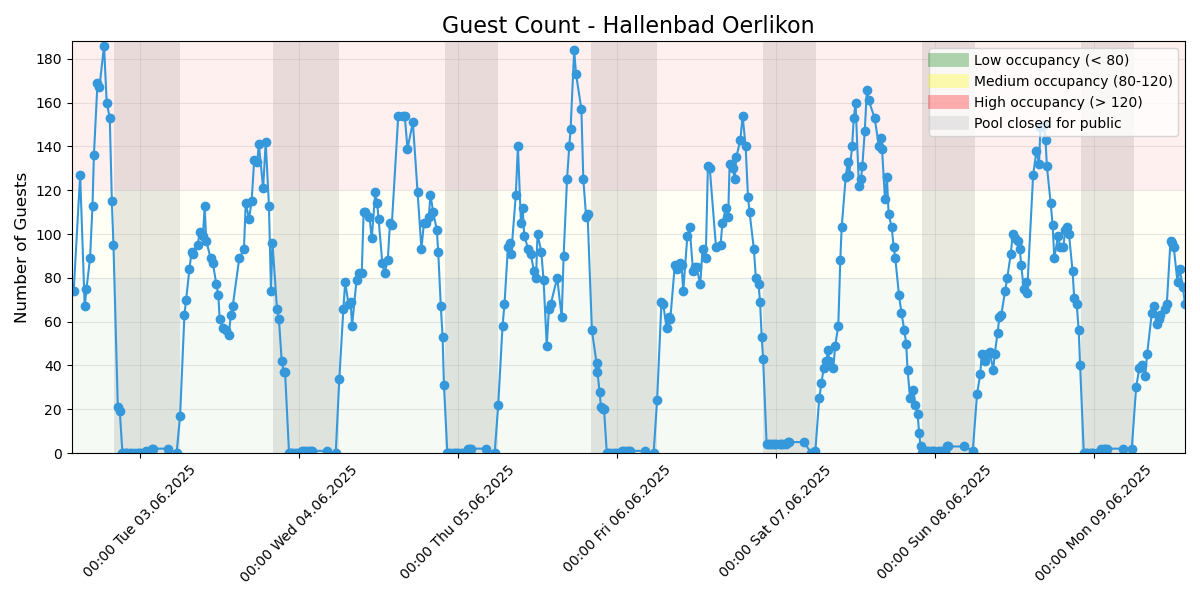 Guest Count - Hallenbad Oerlikon
Number of Guests
180
160
140
120
100
80
60
40
20
0
Low occupancy (< 80)
Medium occupancy (80-120)
High occupancy (> 120)
Pool closed for public
00:00 Tue 03.06.2025
00:00 Wed 04.06.2025
00:00 Thu 05.06.2025
00:00 Fri 06.06.2025
00:00 Sat 07.06.2025
00:00 Sun 08.06.2025
00:00 Mon 09.06.2025